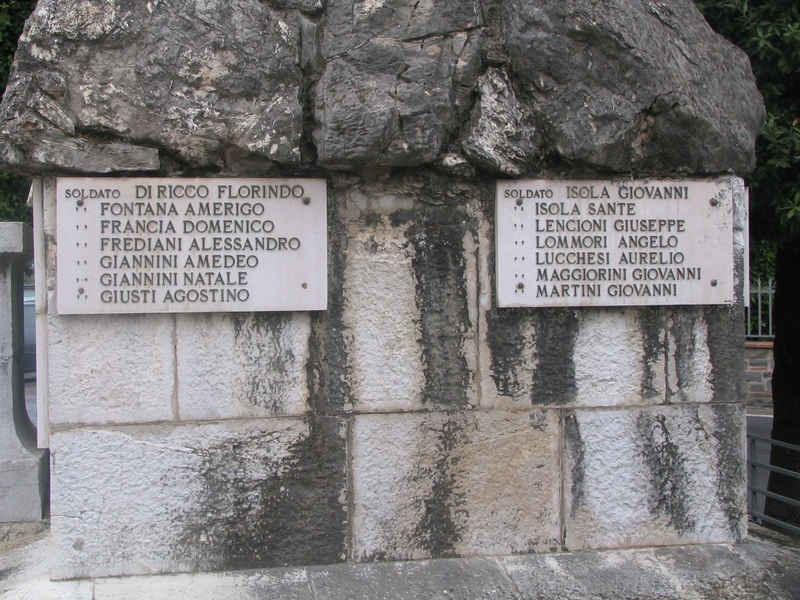 SOLDATO DI RICCO FLORINDO
,, FONTANA AMERIGO
,, FRANCIA DOMENICO
,, FREDIANI ALESSANDRO
,, GIANNINI AMEDEO
,, GIANNINI NATALE
,, GIUSTI AGOSTINO
SOLDATO ISOLA GIOVANNI
,, ISOLA SANTE
,, LENCIONI GIUSEPPE
,, LOMMORI ANGELO
,, LUCCHESI AURELIO
,, MAGGIORINI GIOVANNI
,, MARTINI GIOVANNI